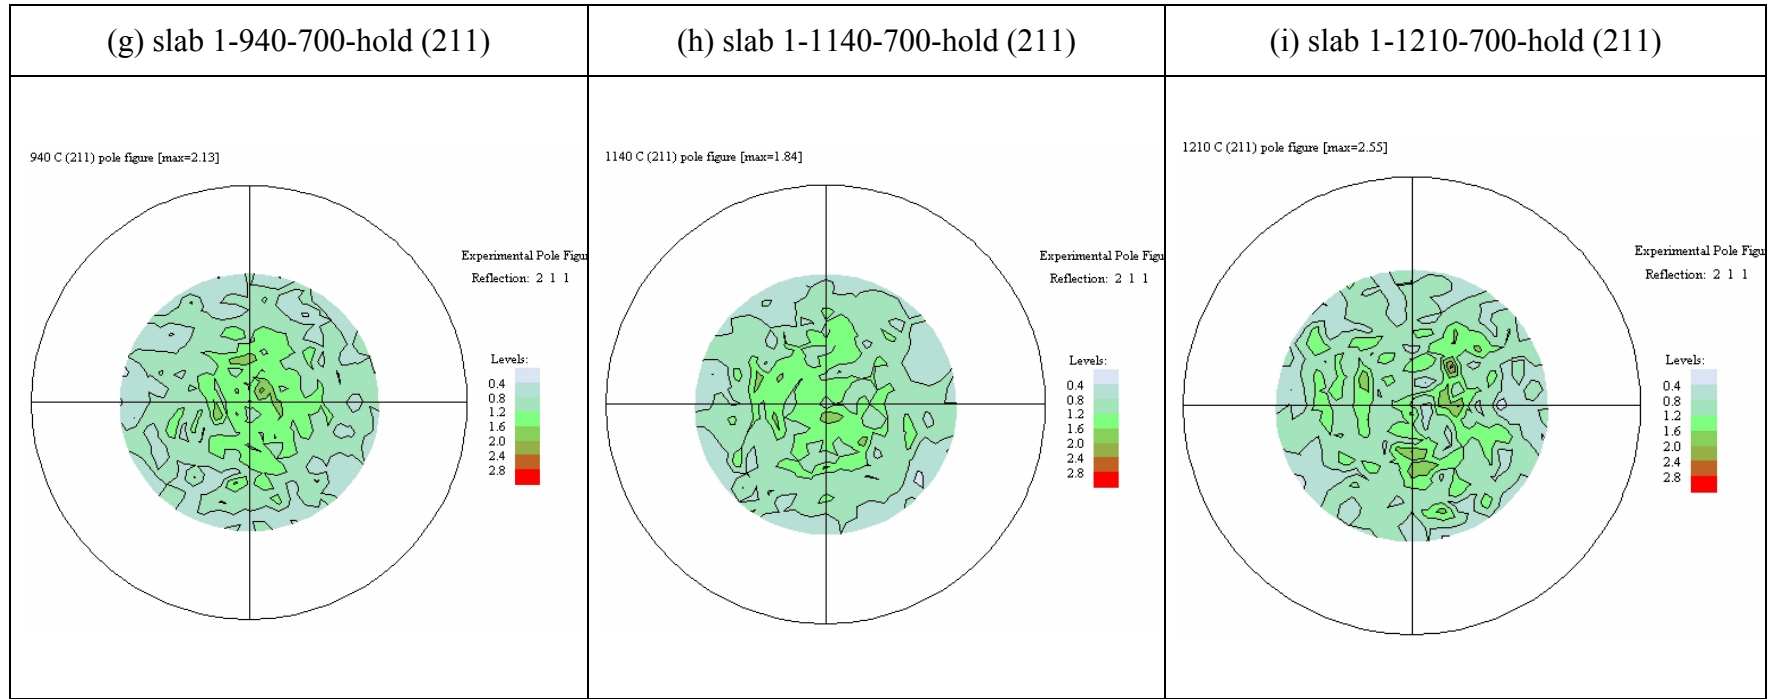 (g) slab 1-940-700-hold (211)
(h) slab 1-1140-700-hold (211)
(i) slab 1-1210-700-hold (211)
940 C (211) pole figure [max=2.13]
Experimental Pole Figu
Reflection: 2 1 1
Levels:
0.4
0.8
1.2
1.6
2.0
2.4
2.8
1140 C (211) pole figure [max=1.84]
Experimental Pole Figu
Reflection: 2 1 1
Levels:
0.4
0.8
1.2
1.6
2.0
2.4
2.8
1210 C (211) pole figure [max=2.55]
Experimental Pole Figu
Reflection: 2 1 1
Levels:
0.4
0.8
1.2
1.6
2.0
2.4
2.8